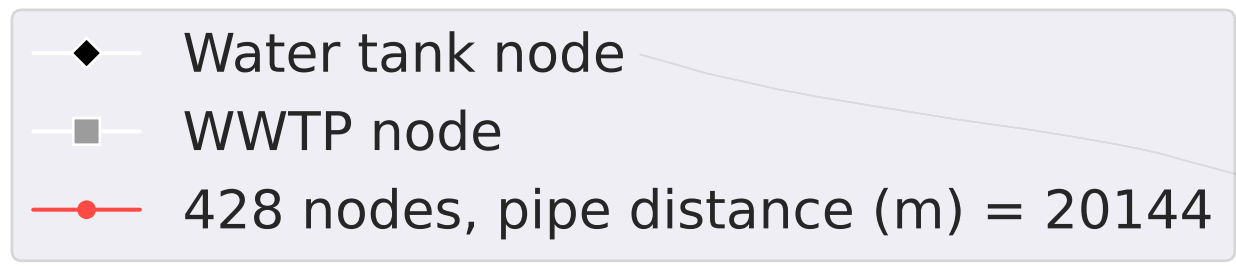 Water tank node
WWTP node
428 nodes, pipe distance (m) = 20144